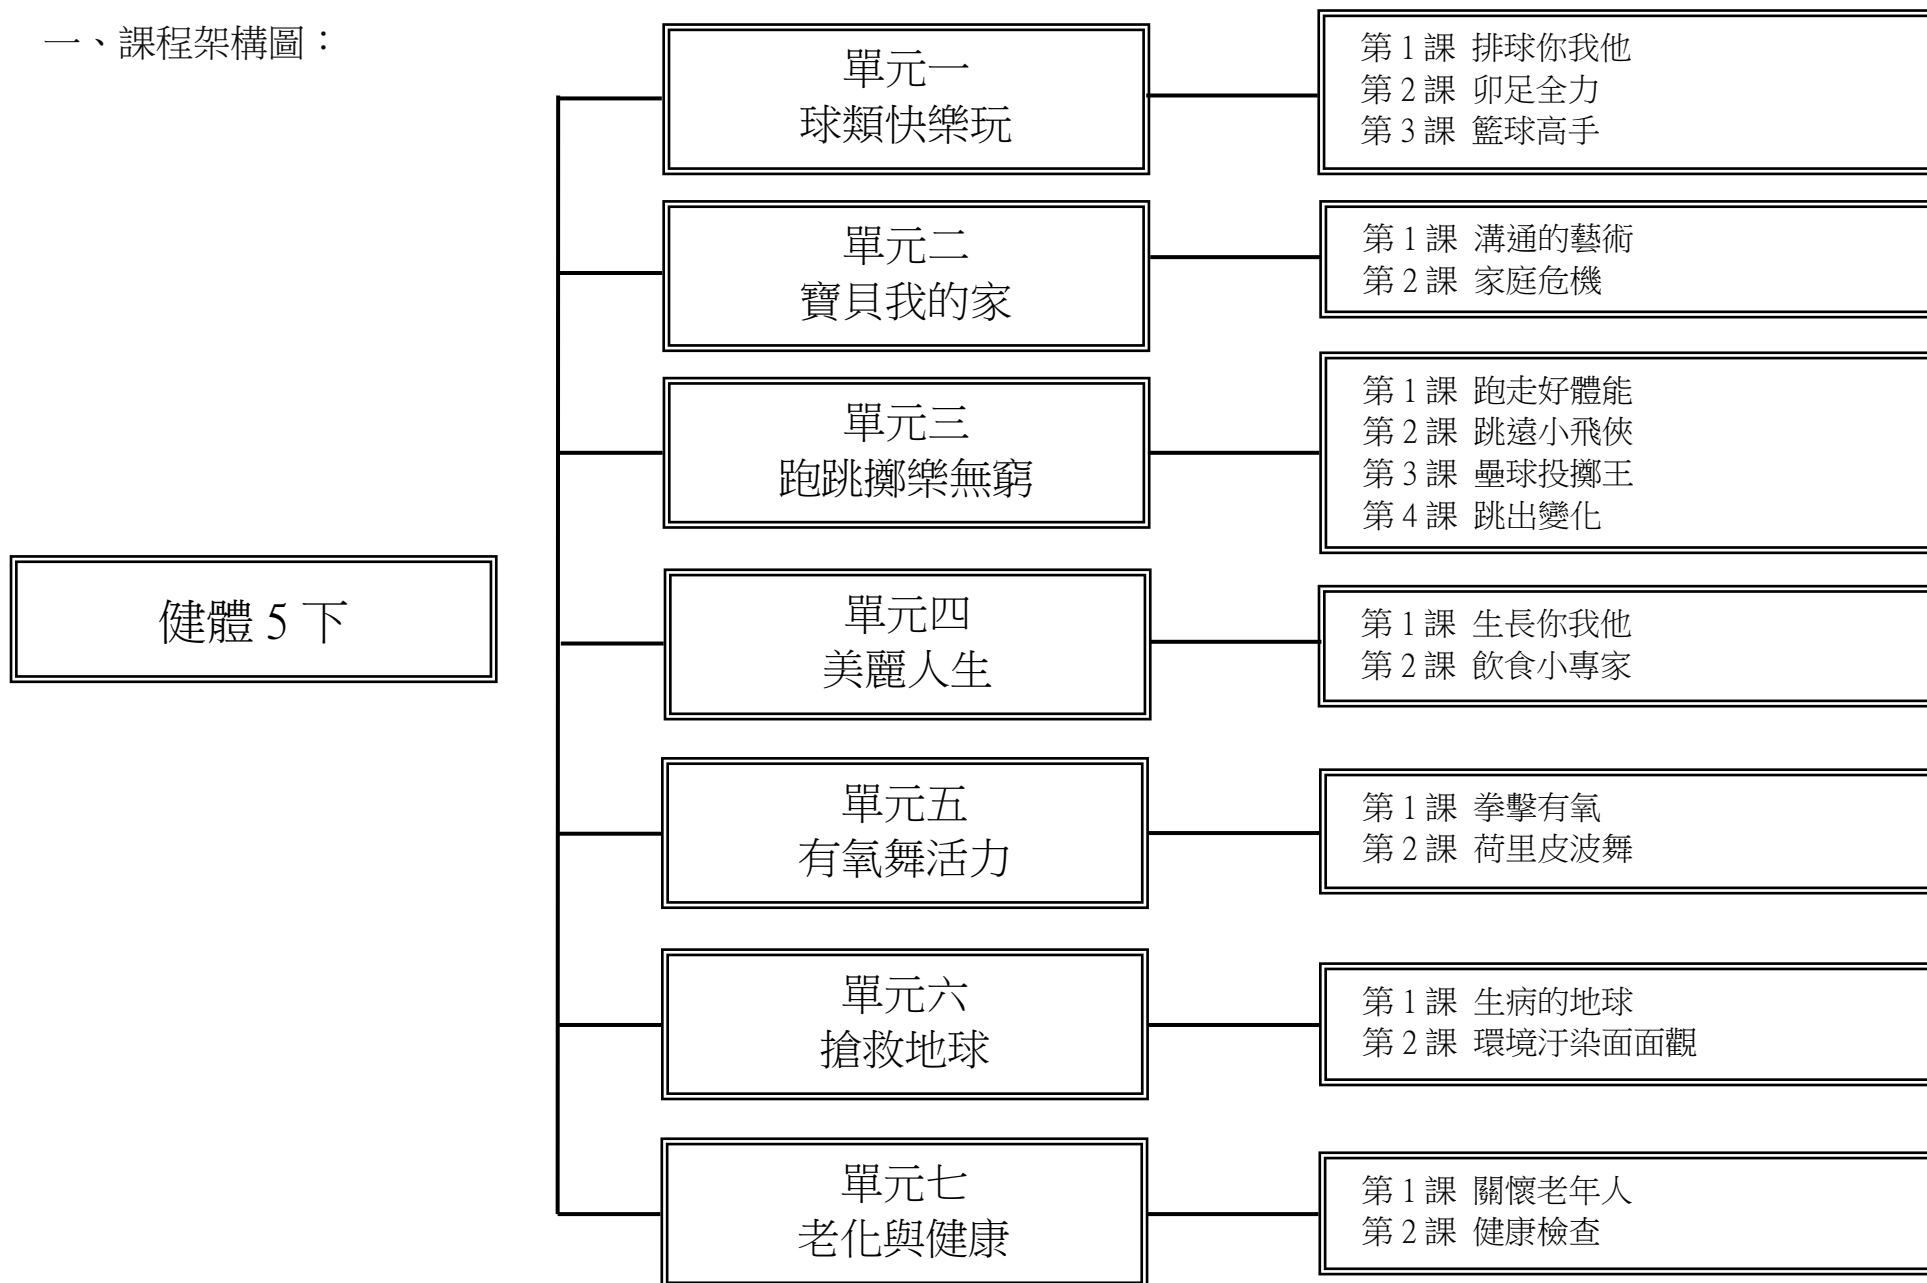 一、課程架構圖：
健體 5 下
單元一
球類快樂玩
第 1 課 排球你我他
第 2 課 卯足全力
第 3 課 籃球高手
單元二
寶貝我的家
第 1 課 溝通的藝術
第 2 課 家庭危機
單元三
跑跳擲樂無窮
第 1 課 跑走好體能
第 2 課 跳遠小飛俠
第 3 課 壘球投擲王
第 4 課 跳出變化
單元四
美麗人生
第 1 課 生長你我他
第 2 課 飲食小專家
單元五
有氧舞活力
第 1 課 拳擊有氧
第 2 課 荷里皮波舞
單元六
搶救地球
第 1 課 生病的地球
第 2 課 環境汙染面面觀
單元七
老化與健康
第 1 課 關懷老年人
第 2 課 健康檢查